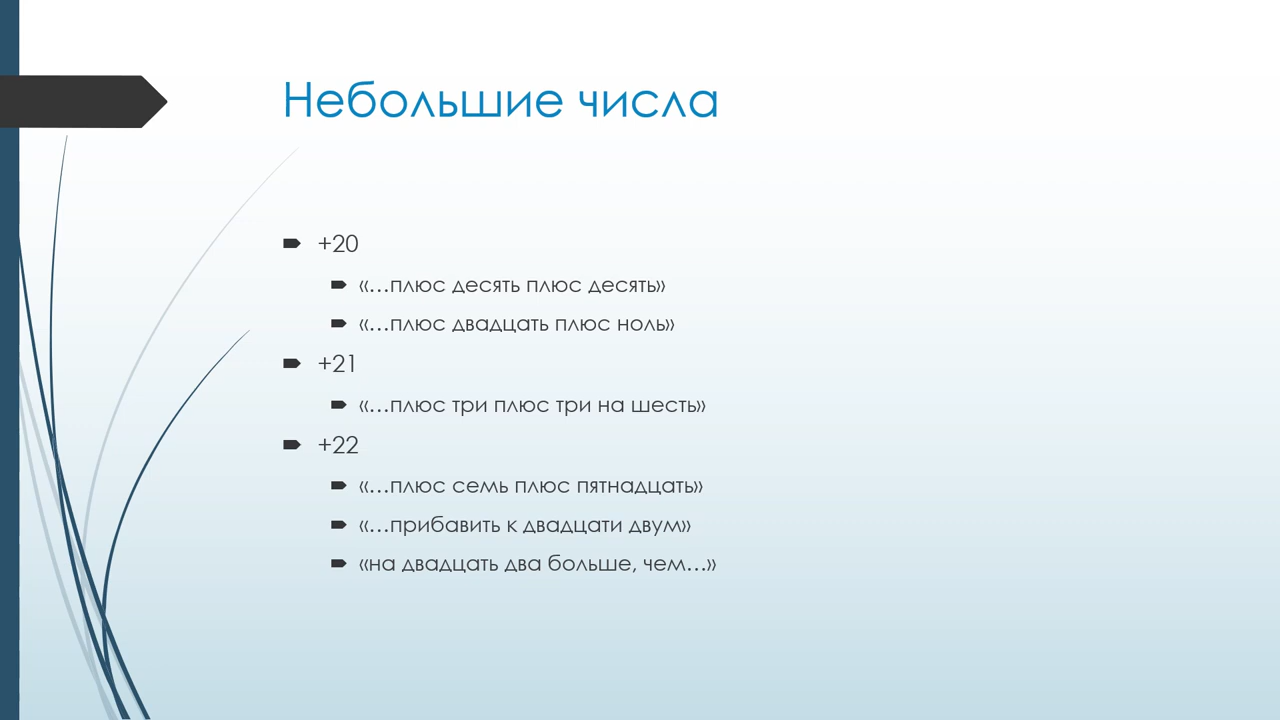 Небольшие числа
+20
«…плюс десять плюс десять»
«…плюс двадцать плюс ноль»
+21
«…плюс три плюс три на шесть»
+22
«…плюс семь плюс пятнадцать»
«…прибавить к двадцати двум»
«на двадцать два больше, чем…»